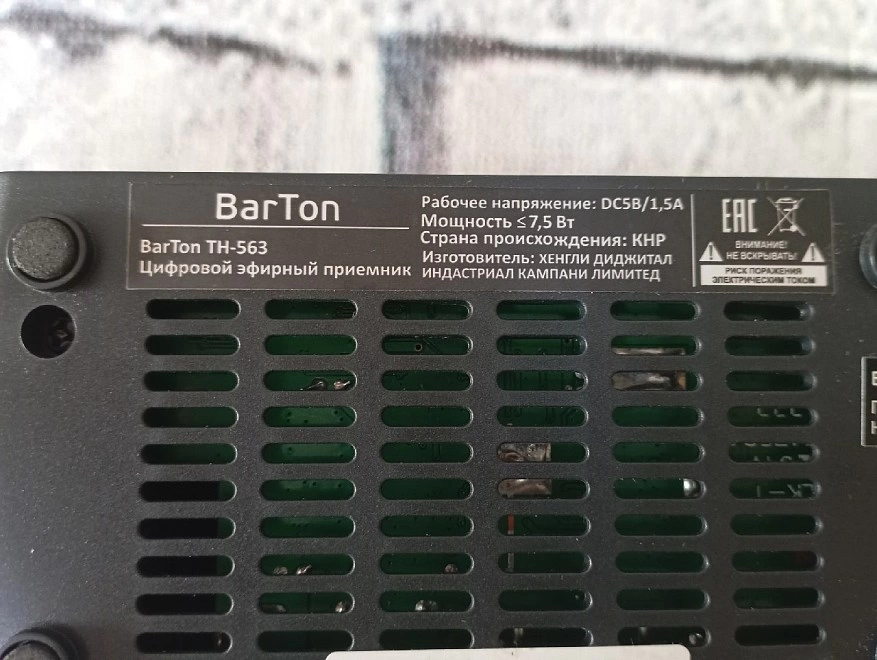 BarTon
BarTon TH-563
Цифровой эфирный приемник
Рабочее напряжение: DC5В/1,5А
Мощность ≤7,5 Вт
Страна происхождения: КНР
Изготовитель: ХЕНГЛИ ДИДЖИТАЛ
ИНДАСТРИАЛ КАМПАНИ ЛИМИТЕД
EAC
ВНИМАНИЕ!
НЕ ВСКРЫВАТЬ!
РИСК ПОРАЖЕНИЯ
ЭЛЕКТРИЧЕСКИМ ТОКОМ